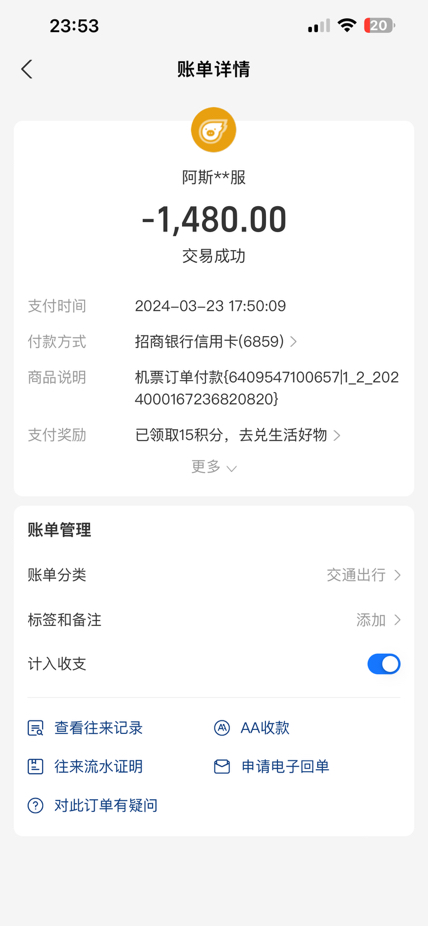 23:53
20
账单详情
阿斯**服
-1,480.00
交易成功
支付时间 2024-03-23 17:50:09
付款方式 招商银行信用卡(6859)
商品说明 机票订单付款{6409547100657|1_2_202
4000167236820820}
支付奖励 已领取15积分，去兑生活好物
更多
账单管理
账单分类 交通出行
标签和备注 添加
计入收支
查看往来记录 AA收款
往来流水证明 申请电子回单
对此订单有疑问